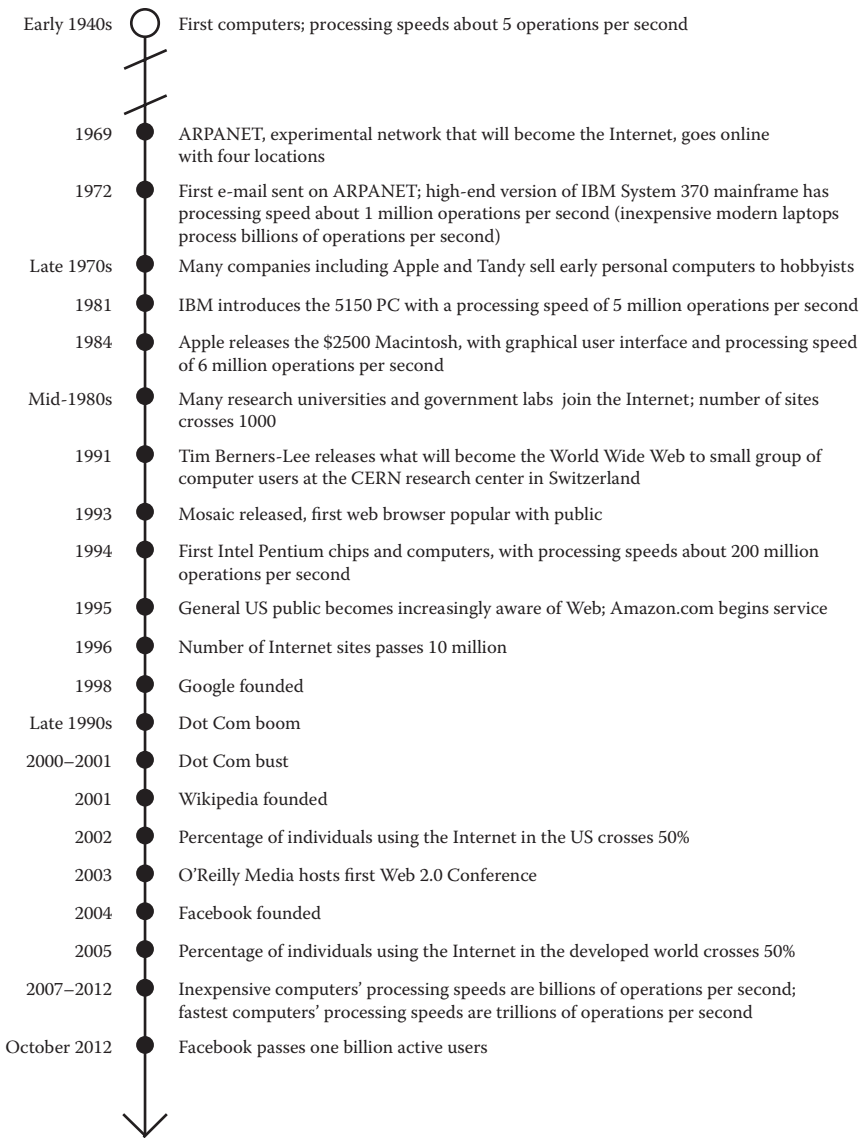 Early 1940s First computers; processing speeds about 5 operations per second
1969 ARPANET, experimental network that will become the Internet, goes online
with four locations
1972 First e-mail sent on ARPANET; high-end version of IBM System 370 mainframe has
processing speed about 1 million operations per second (inexpensive modern laptops
process billions of operations per second)
Late 1970s Many companies including Apple and Tandy sell early personal computers to hobbyists
1981 IBM introduces the 5150 PC with a processing speed of 5 million operations per second
1984 Apple releases the $2500 Macintosh, with graphical user interface and processing speed
of 6 million operations per second
Mid-1980s Many research universities and government labs join the Internet; number of sites
crosses 1000
1991 Tim Berners-Lee releases what will become the World Wide Web to small group of
computer users at the CERN research center in Switzerland
1993 Mosaic released, first web browser popular with public
1994 First Intel Pentium chips and computers, with processing speeds about 200 million
operations per second
1995 General US public becomes increasingly aware of Web; Amazon.com begins service
1996 Number of Internet sites passes 10 million
1998 Google founded
Late 1990s Dot Com boom
2000–2001 Dot Com bust
2001 Wikipedia founded
2002 Percentage of individuals using the Internet in the US crosses 50%
2003 O’Reilly Media hosts first Web 2.0 Conference
2004 Facebook founded
2005 Percentage of individuals using the Internet in the developed world crosses 50%
2007–2012 Inexpensive computers’ processing speeds are billions of operations per second;
fastest computers’ processing speeds are trillions of operations per second
October 2012 Facebook passes one billion active users